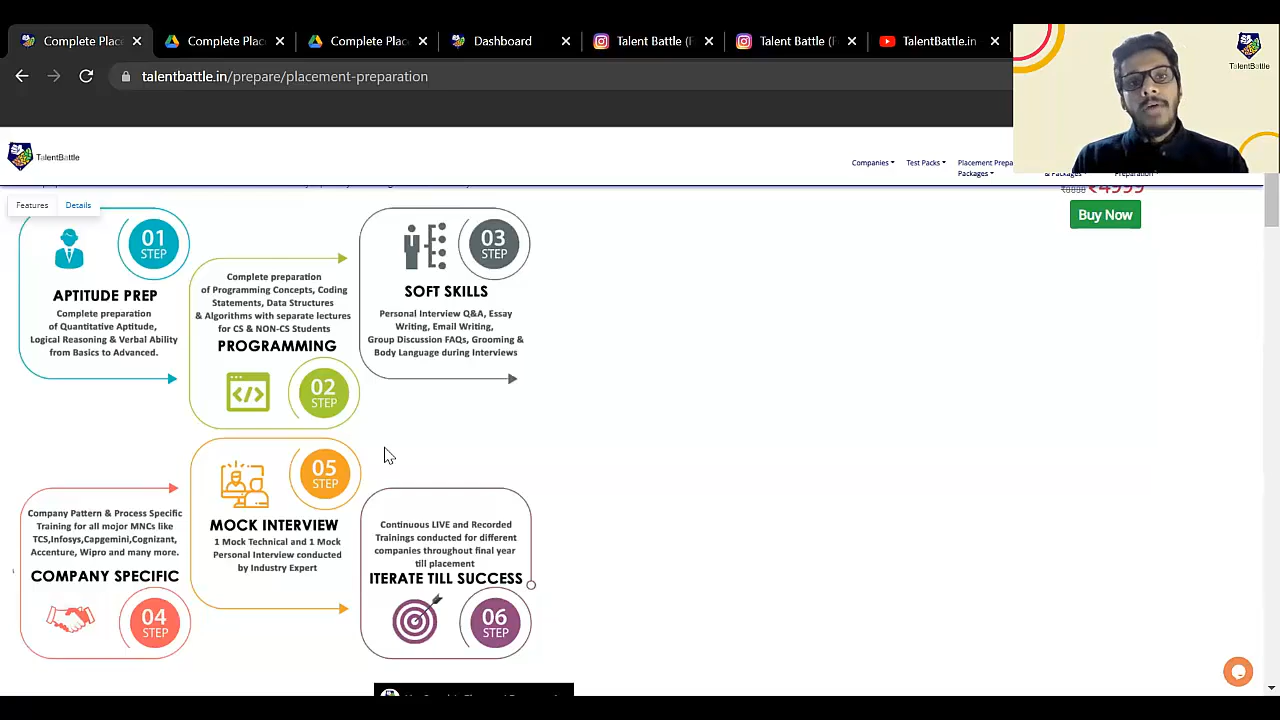 Complete Plac
Complete Plac
Complete Plac
Dashboard
Talent Battle (
Talent Battle (
TalentBattle.in
talentbattle.in/prepare/placement-preparation
TalentBattle
TalentBattle
Companies
Test Packs
Placement Prepa
Packages
& Packages
Preparation
₹8888 ₹4999
Buy Now
Features
Details
01
STEP
APTITUDE PREP
Complete preparation
of Quantitative Aptitude,
Logical Reasoning & Verbal Ability
from Basics to Advanced.
Complete preparation
of Programming Concepts, Coding
Statements, Data Structures
& Algorithms with separate lectures
for CS & NON-CS Students
PROGRAMMING
02
STEP
03
STEP
SOFT SKILLS
Personal Interview Q&A, Essay
Writing, Email Writing,
Group Discussion FAQs, Grooming &
Body Language during Interviews
Company Pattern & Process Specific
Training for all mojor MNCs like
TCS,Infosys,Capgemini,Cognizant,
Accenture, Wipro and many more.
COMPANY SPECIFIC
04
STEP
05
STEP
MOCK INTERVIEW
1 Mock Technical and 1 Mock
Personal Interview conducted
by Industry Expert
Continuous LIVE and Recorded
Trainings conducted for different
companies throughout final year
till placement
ITERATE TILL SUCCESS
06
STEP